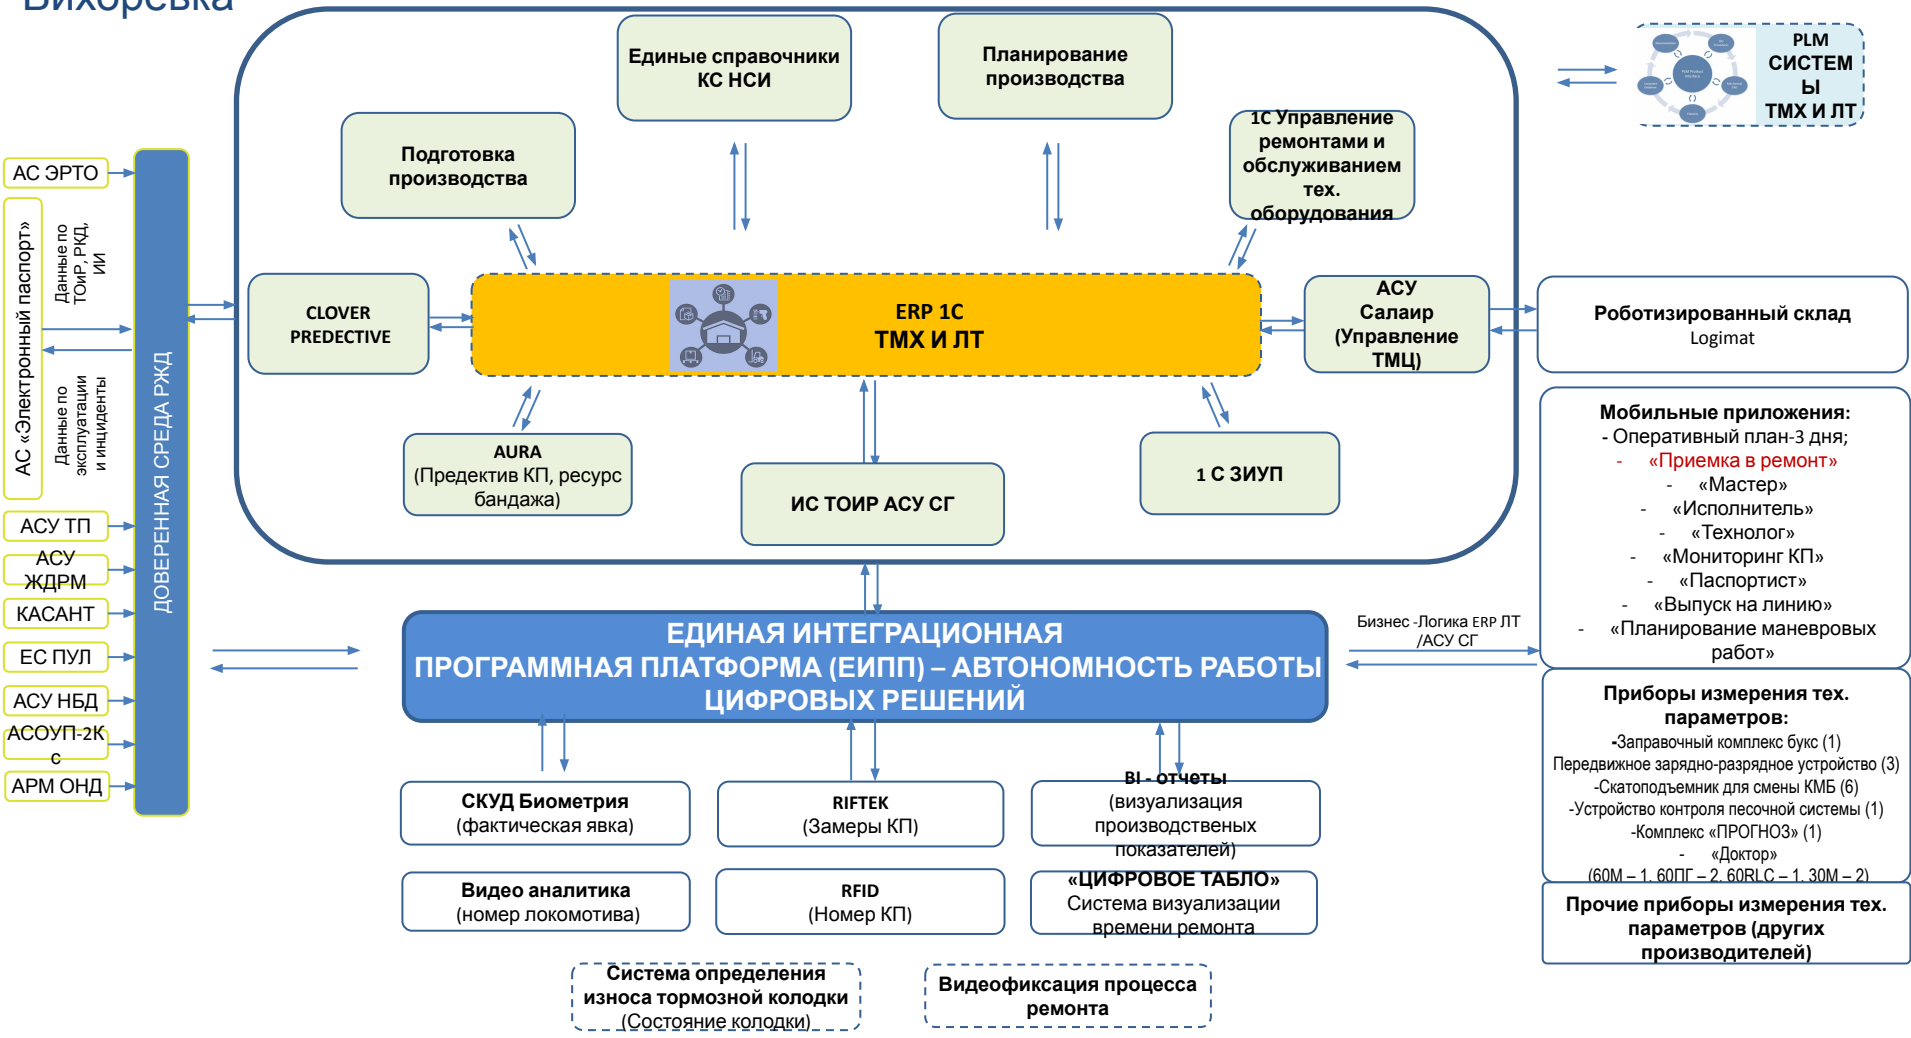 Вихоревка
Единые справочники
КС НСИ
Планирование
производства
PLM
СИСТЕМ
Ы
ТМХ И ЛТ
PLM Product
Подготовка
производства
1С Управление
ремонтами и
обслуживанием
тех.
оборудования
АС ЭРТО
АС «Электронный паспорт»
Данные по
ТОиР, РКД,
ИИ
Данные по
эксплуатации
и инциденты
АСУ ТП
АСУ
ЖДРМ
КАСАНТ
ЕС ПУЛ
АСУ НБД
АСОУП-2К
с
АРМ ОНД
ДОВЕРЕННАЯ СРЕДА РЖД
CLOVER
PREDECTIVE
ERP 1С
ТМХ И ЛТ
АСУ
Салаир
(Управление
ТМЦ)
Роботизированный склад
Logimat
AURA
(Предектив КП, ресурс
бандажа)
ИС ТОИР АСУ СГ
1 С ЗИУП
Мобильные приложения:
- Оперативный план-3 дня;
- «Приемка в ремонт»
- «Мастер»
- «Исполнитель»
- «Технолог»
- «Мониторинг КП»
- «Паспортист»
- «Выпуск на линию»
- «Планирование маневровых
работ»
ЕДИНАЯ ИНТЕГРАЦИОННАЯ
ПРОГРАММНАЯ ПЛАТФОРМА (ЕИПП) – АВТОНОМНОСТЬ РАБОТЫ
ЦИФРОВЫХ РЕШЕНИЙ
Бизнес -Логика ERP ЛТ
/АСУ СГ
Приборы измерения тех.
параметров:
-Заправочный комплекс букс (1)
Передвижное зарядно-разрядное устройство (3)
-Скатоподъемник для смены КМБ (6)
-Устройство контроля песочной системы (1)
-Комплекс «ПРОГНОЗ» (1)
- «Доктор»
(60М – 1, 60ПГ – 2, 60RLC – 1, 30М – 2)
Прочие приборы измерения тех.
параметров (других
производителей)
СКУД Биометрия
(фактическая явка)
RIFTEK
(Замеры КП)
BI - отчеты
(визуализация
производственых
показателей)
Видео аналитика
(номер локомотива)
RFID
(Номер КП)
«ЦИФРОВОЕ ТАБЛО»
Система визуализации
времени ремонта
Система определения
износа тормозной колодки
(Состояние колодки)
Видеофиксация процесса
ремонта